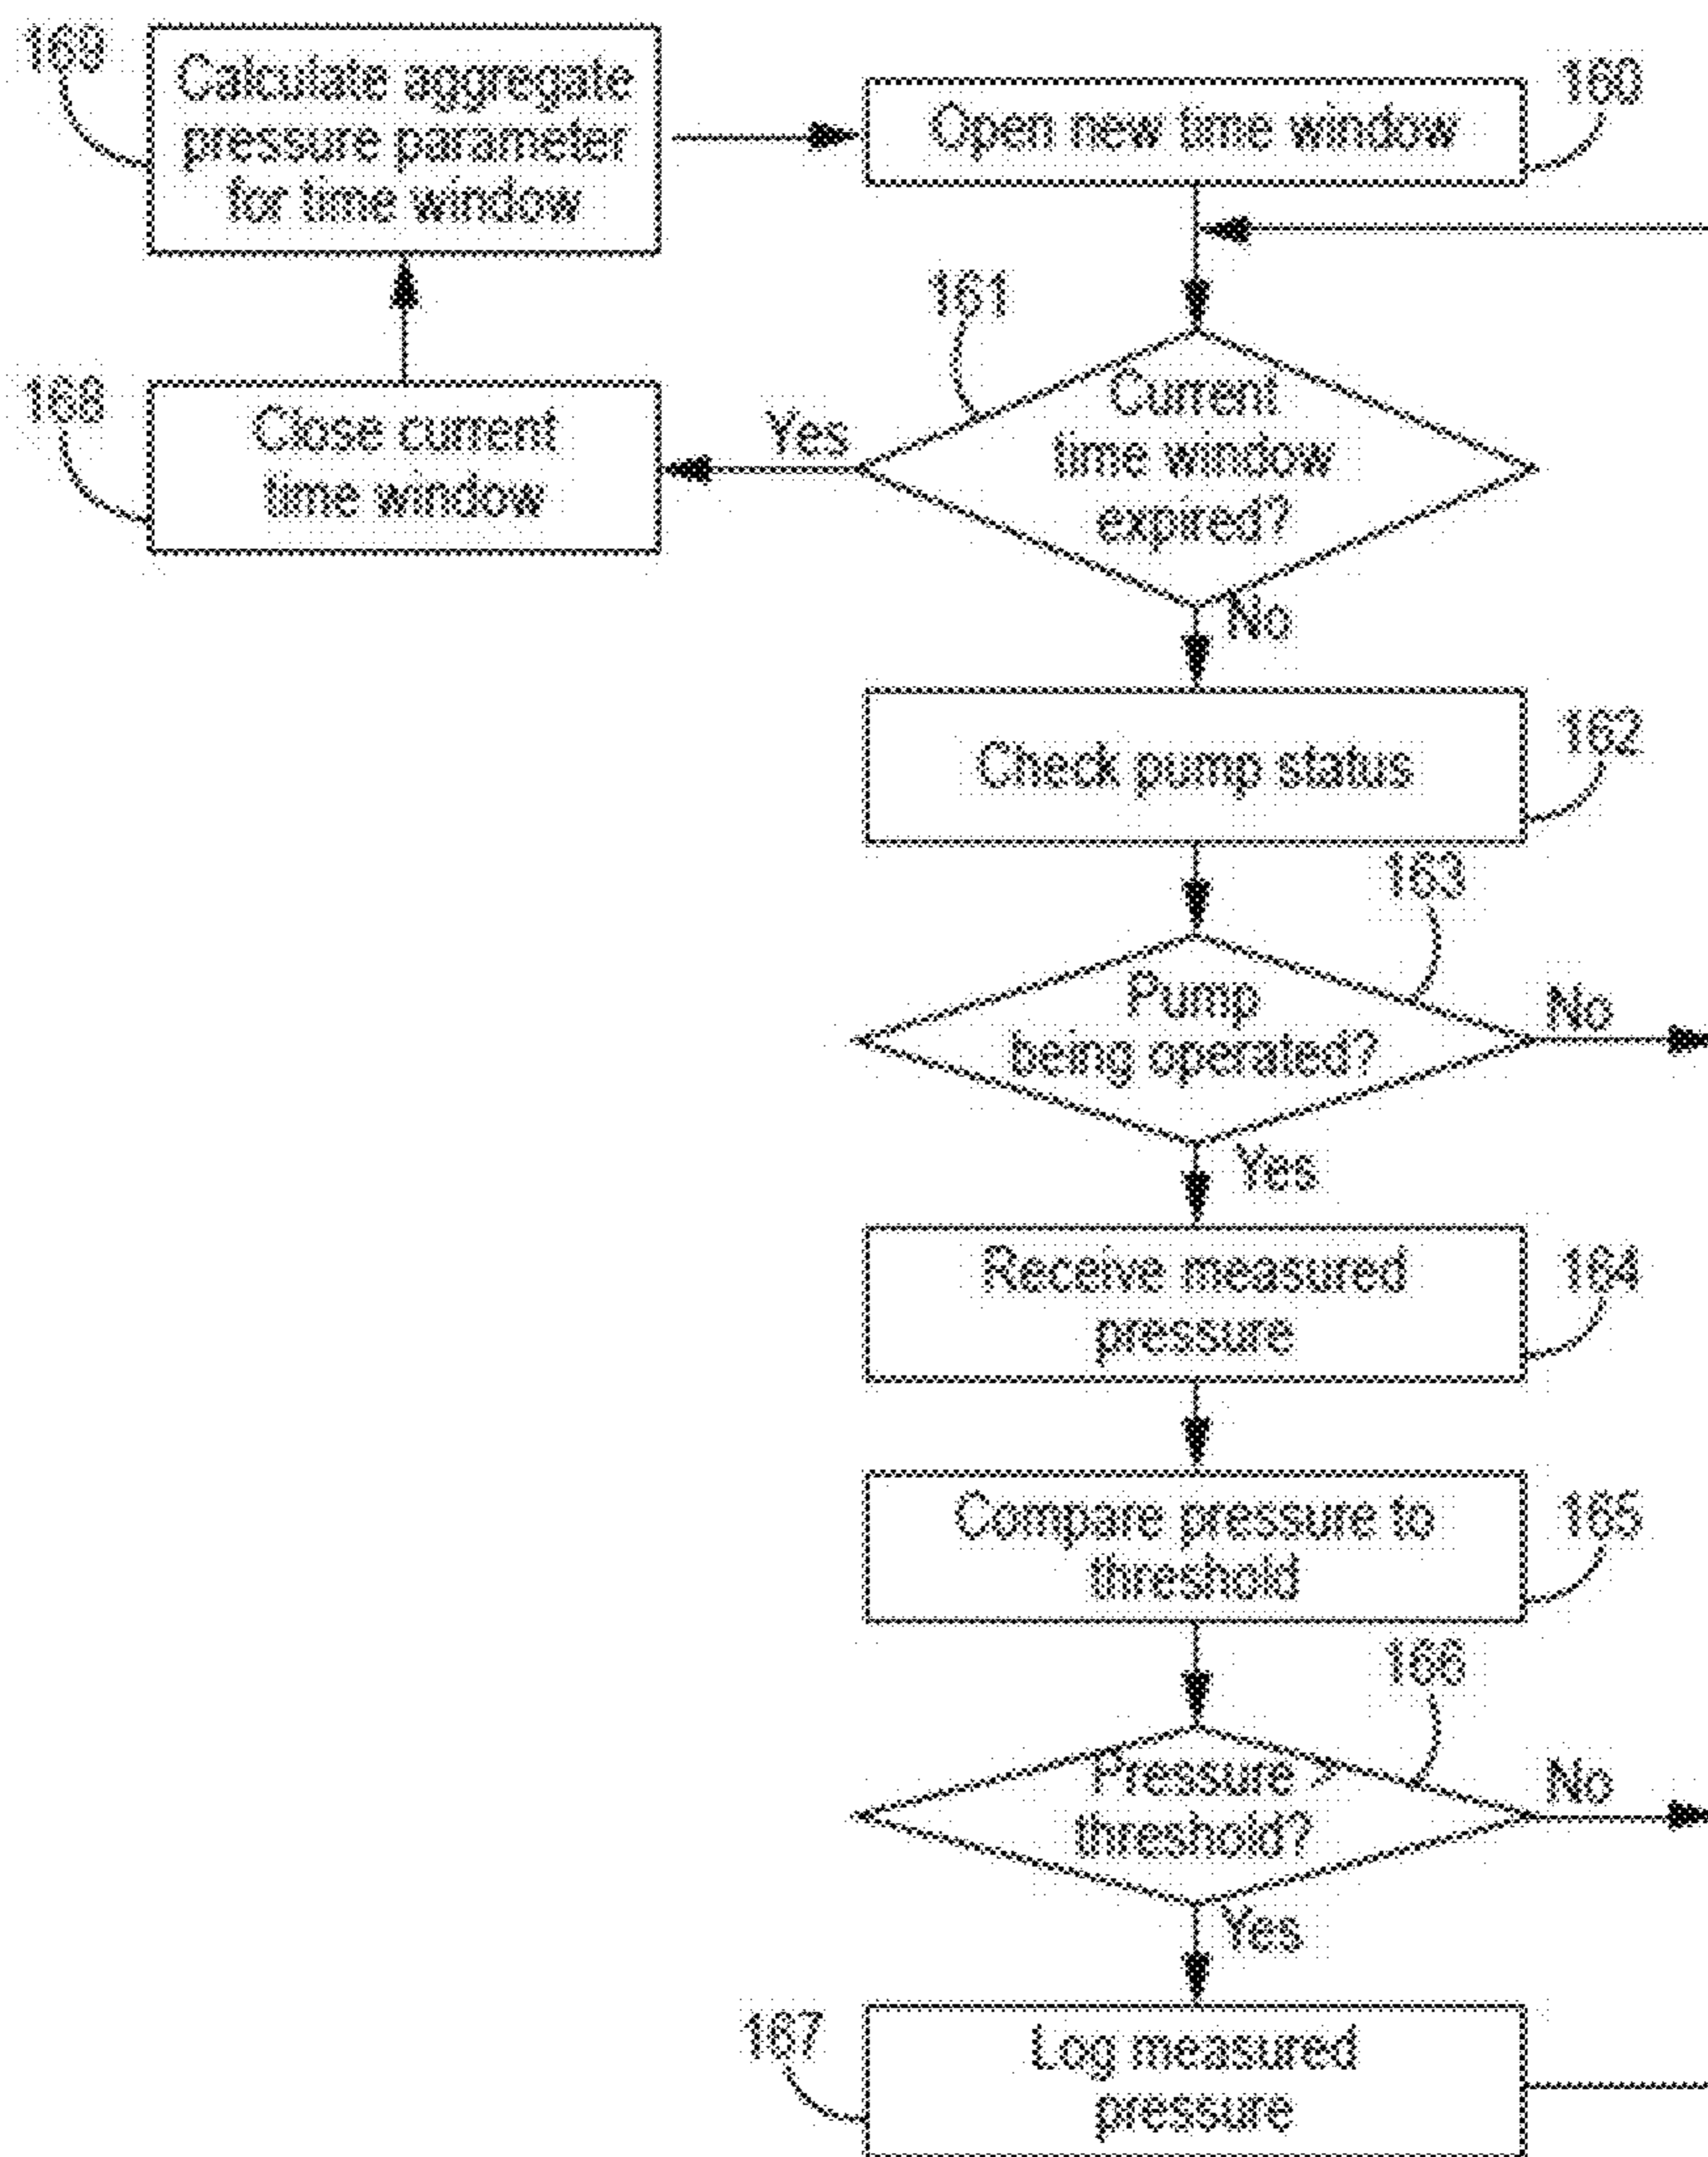 169
Calculate aggregate
pressure parameter
for time window
Open new time window
160
161
168
Close current
time window
Yes
Current
time window
expired?
No
Check pump status
162
163
Pump
being operated?
No
Yes
Receive measured
pressure
164
Compare pressure to
threshold
165
166
Pressure >
threshold?
No
Yes
167
Log measured
pressure